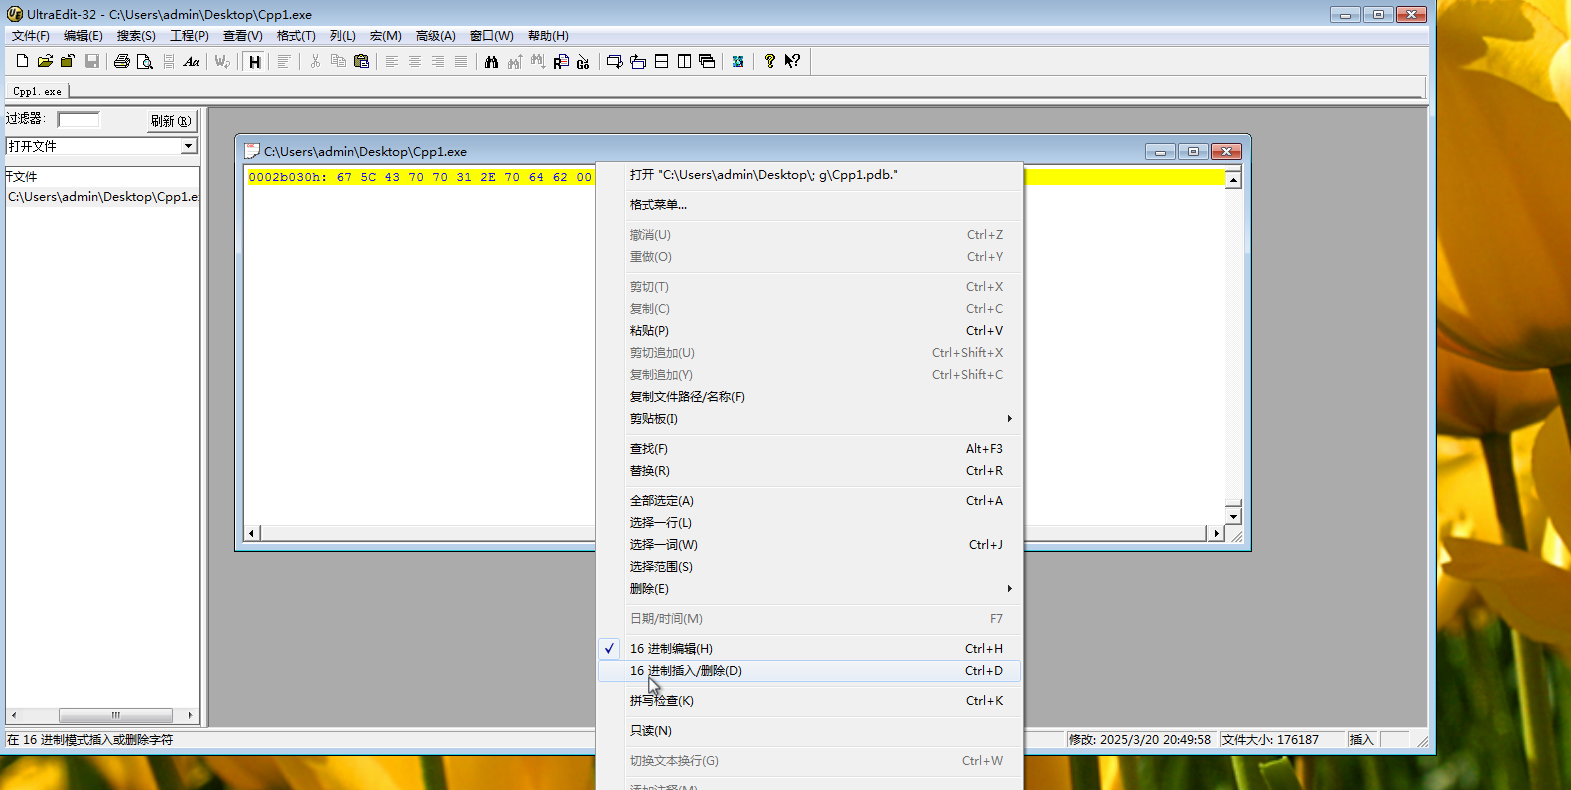 UltraEdit-32 - C:\Users\admin\Desktop\Cpp1.exe
文件(F) 编辑(E) 搜索(S) 工程(P) 查看(V) 格式(T) 列(L) 宏(M) 高级(A) 窗口(W) 帮助(H)
Cpp1.exe
过滤器: 刷新(R)
打开文件
C:\Users\admin\Desktop\Cpp1.e
C:\Users\admin\Desktop\Cpp1.exe
0002b030h: 67 5C 43 70 70 31 2E 70 64 62 00
打开 "C:\Users\admin\Desktop\; g\Cpp1.pdb."
格式菜单...
撤消(U) Ctrl+Z
重做(O) Ctrl+Y
剪切(T) Ctrl+X
复制(C) Ctrl+C
粘贴(P) Ctrl+V
剪切追加(U) Ctrl+Shift+X
复制追加(Y) Ctrl+Shift+C
复制文件路径/名称(F)
剪贴板(I)
查找(F) Alt+F3
替换(R) Ctrl+R
全部选定(A) Ctrl+A
选择一行(L)
选择一词(W) Ctrl+J
选择范围(S)
删除(E)
日期/时间(M) F7
16 进制编辑(H) Ctrl+H
16 进制插入/删除(D) Ctrl+D
拼写检查(K) Ctrl+K
只读(N)
切换文本换行(G) Ctrl+W
在 16 进制模式插入或删除字符
修改: 2025/3/20 20:49:58 文件大小: 176187 插入